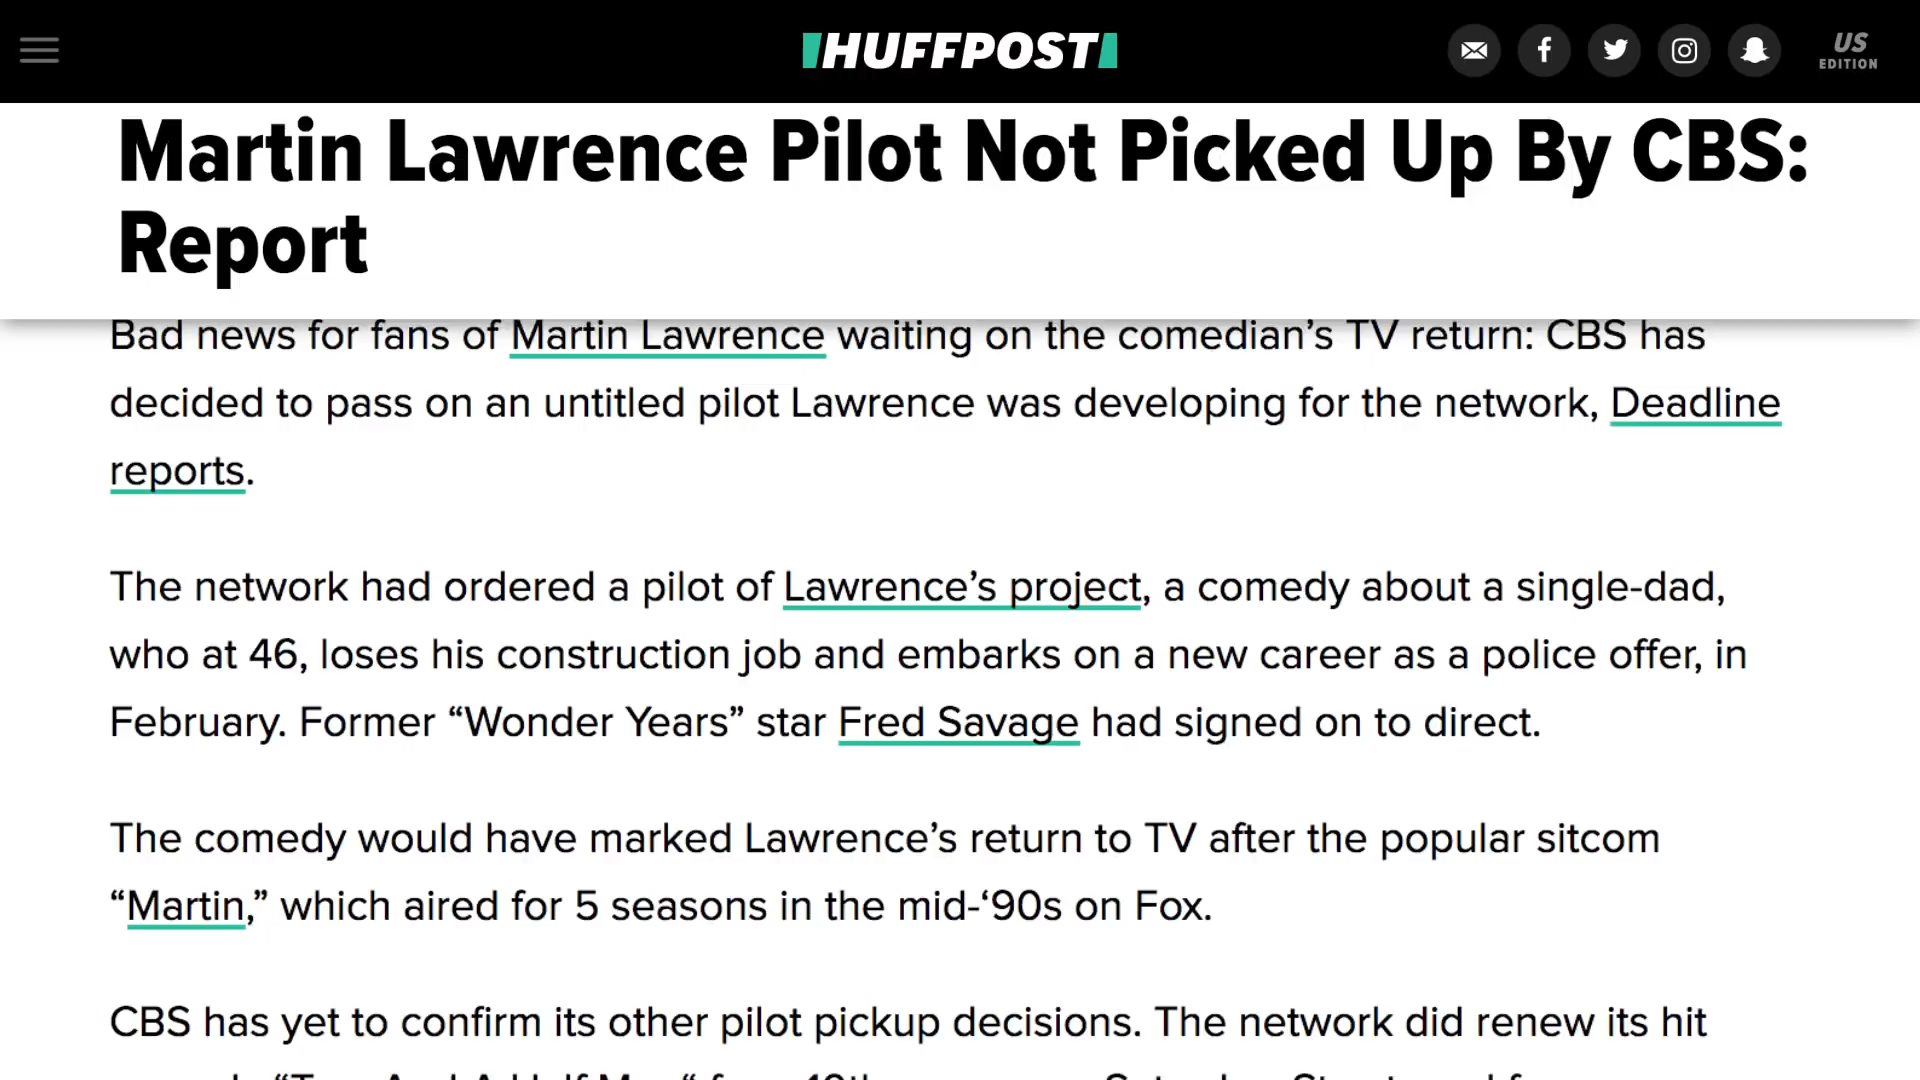 HUFFPOST
US
EDITION
Martin Lawrence Pilot Not Picked Up By CBS:
Report
Bad news for fans of Martin Lawrence waiting on the comedian’s TV return: CBS has
decided to pass on an untitled pilot Lawrence was developing for the network, Deadline
reports.
The network had ordered a pilot of Lawrence’s project, a comedy about a single-dad,
who at 46, loses his construction job and embarks on a new career as a police offer, in
February. Former “Wonder Years” star Fred Savage had signed on to direct.
The comedy would have marked Lawrence’s return to TV after the popular sitcom
“Martin,” which aired for 5 seasons in the mid-‘90s on Fox.
CBS has yet to confirm its other pilot pickup decisions. The network did renew its hit